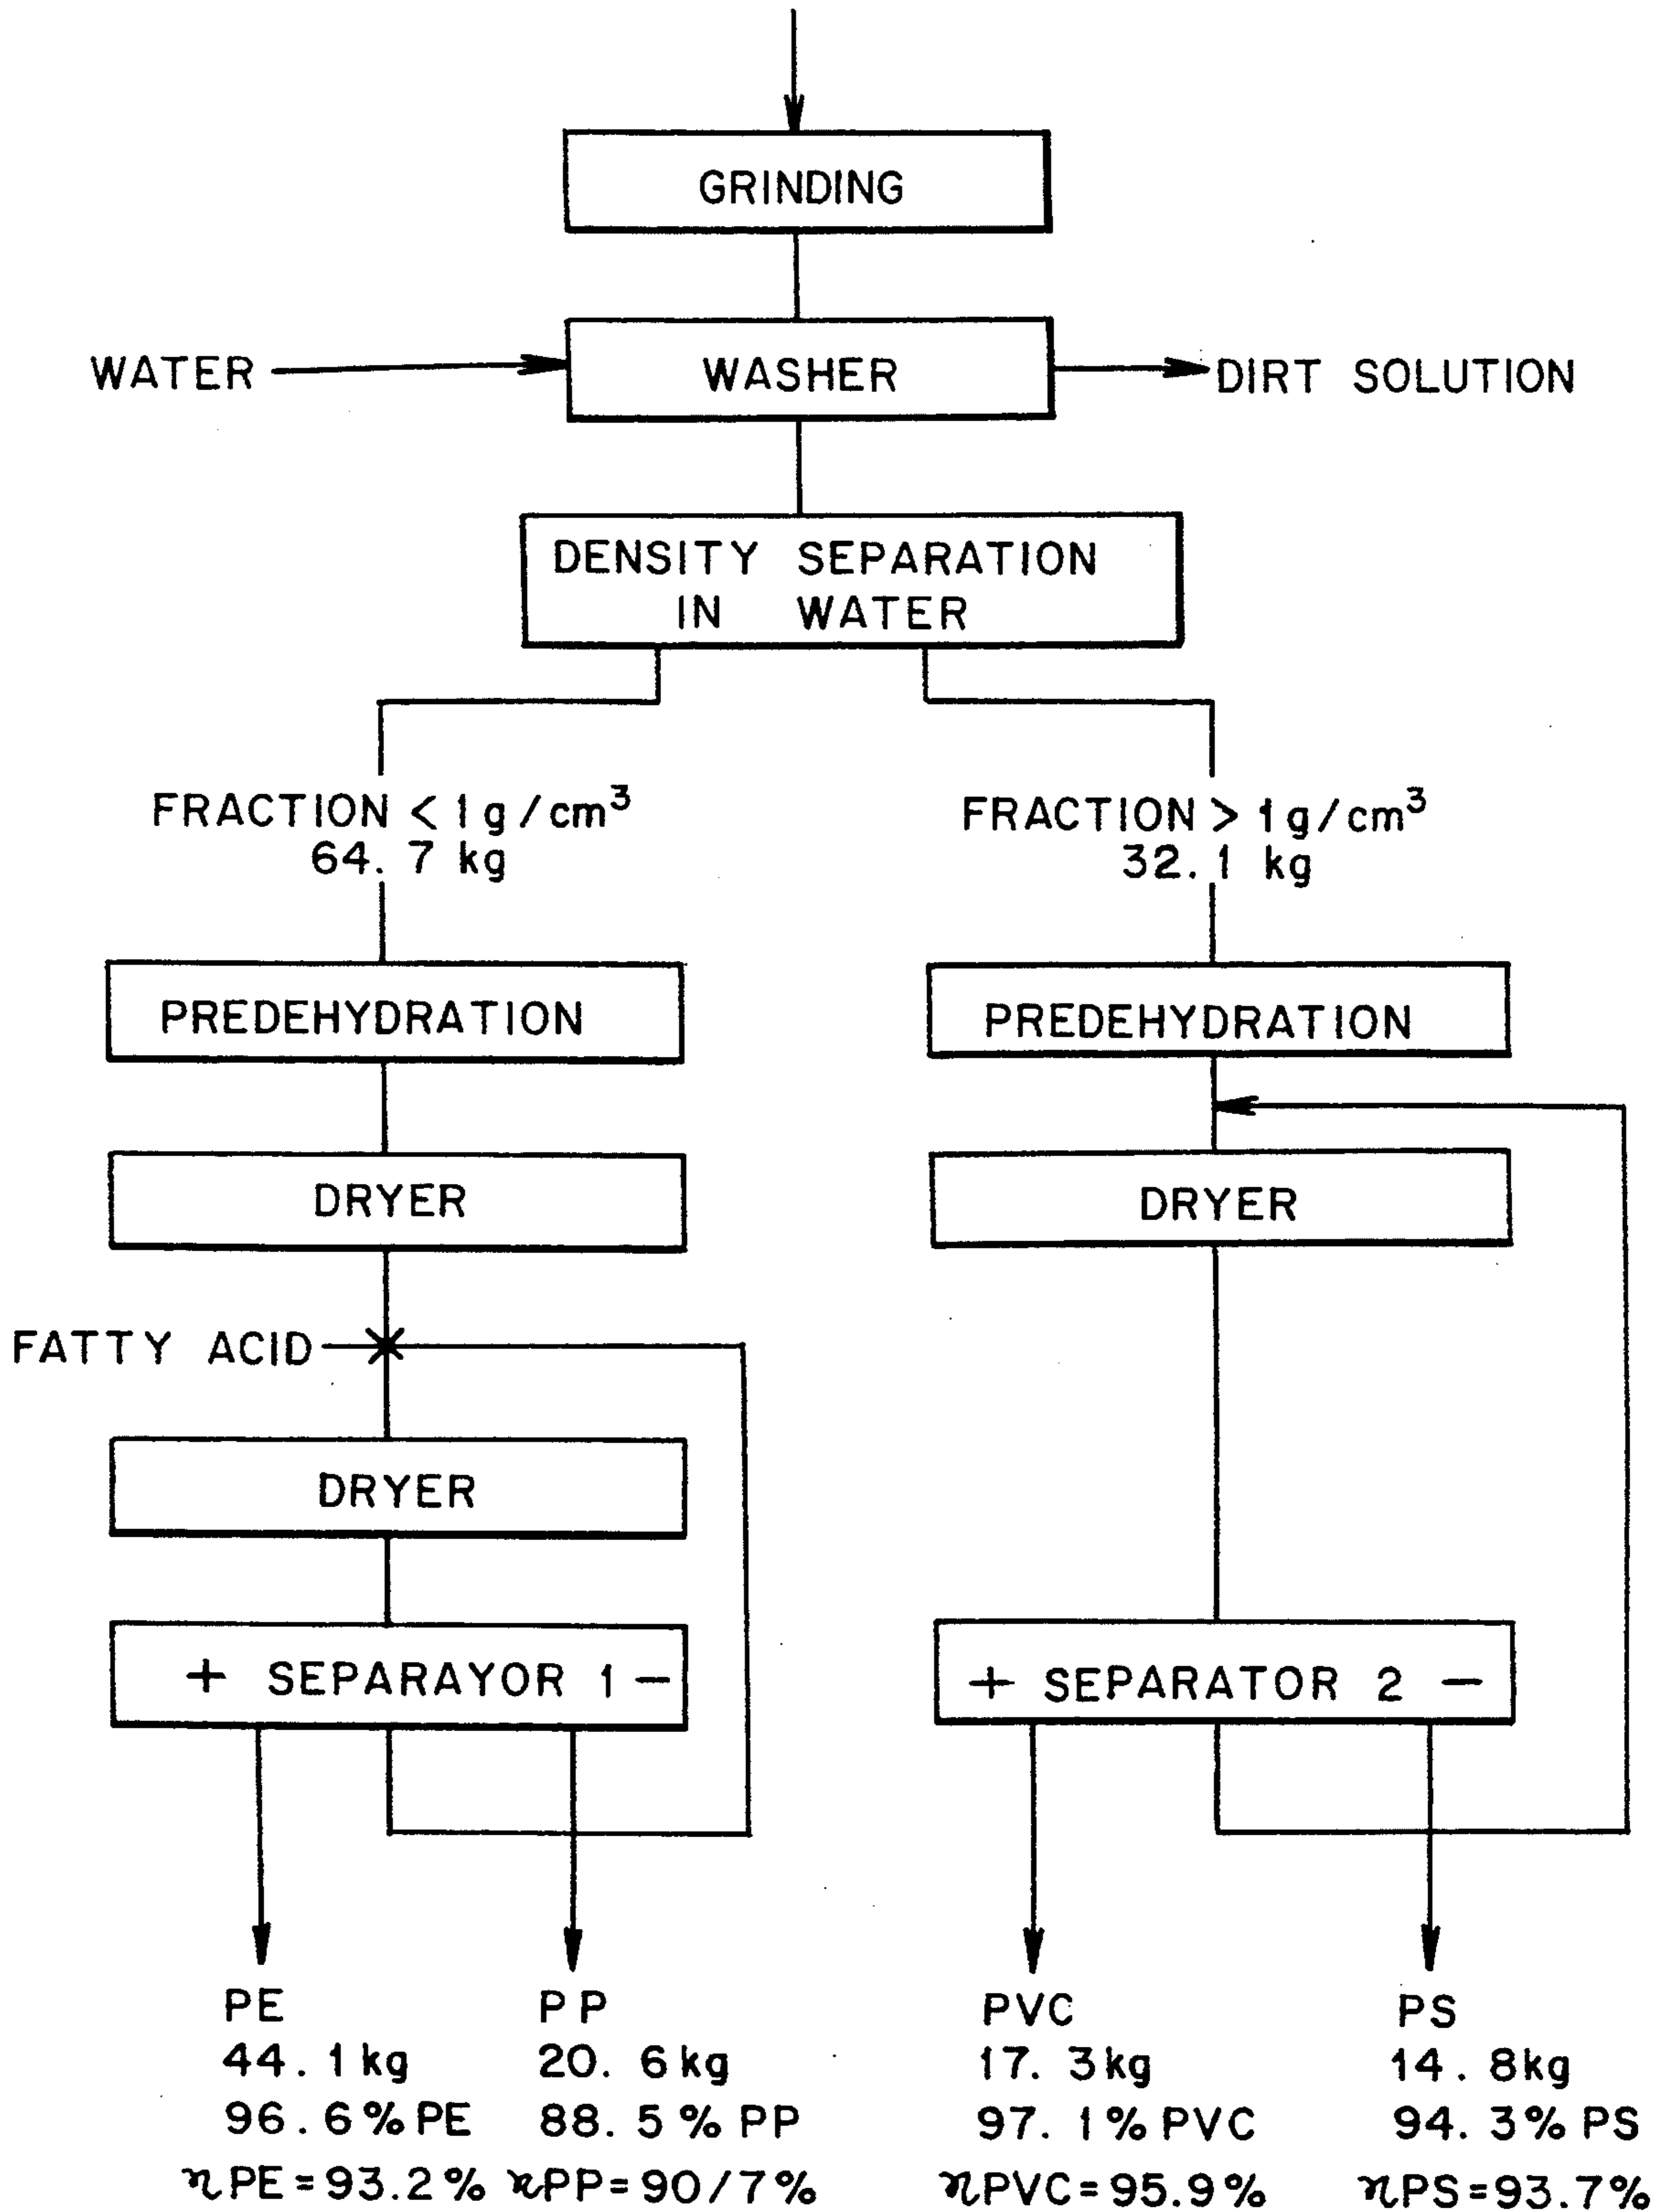 GRINDING
WATER
WASHER
DIRT SOLUTION
DENSITY SEPARATION
IN WATER
FRACTION < 1 g/cm³
64.7 kg
FRACTION > 1 g/cm³
32.1 kg
PREDEHYDRATION
PREDEHYDRATION
DRYER
DRYER
FATTY ACID
DRYER
+ SEPARAYOR 1 −
+ SEPARATOR 2 −
PE
44.1 kg
96.6% PE
ηPE = 93.2%
PP
20.6 kg
88.5% PP
ηPP = 90/7%
PVC
17.3 kg
97.1% PVC
ηPVC = 95.9%
PS
14.8 kg
94.3% PS
ηPS = 93.7%